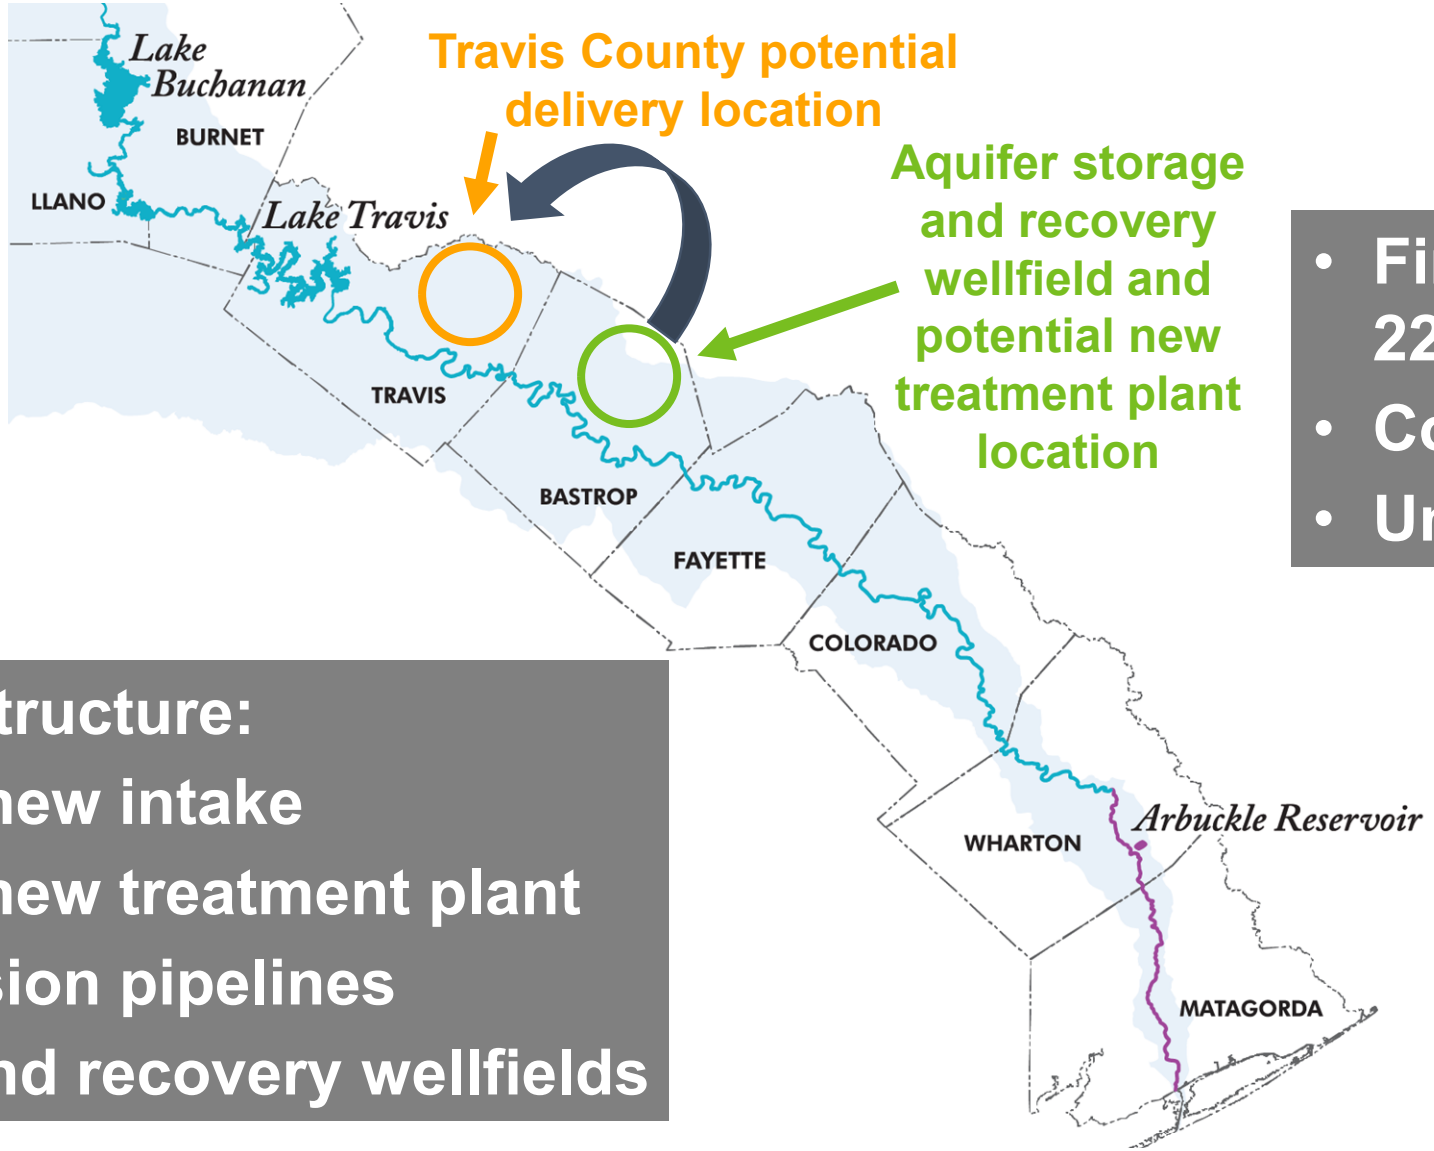 Lake
Buchanan
BURNET
LLANO
Lake Travis
Travis County potential
delivery location
Aquifer storage
and recovery
wellfield and
potential new
treatment plant
location
TRAVIS
BASTROP
FAYETTE
COLORADO
WHARTON
Arbuckle Reservoir
MATAGORDA
• 
22
• 
• 
tructure:
new intake
new treatment plant
sion pipelines
nd recovery wellfields